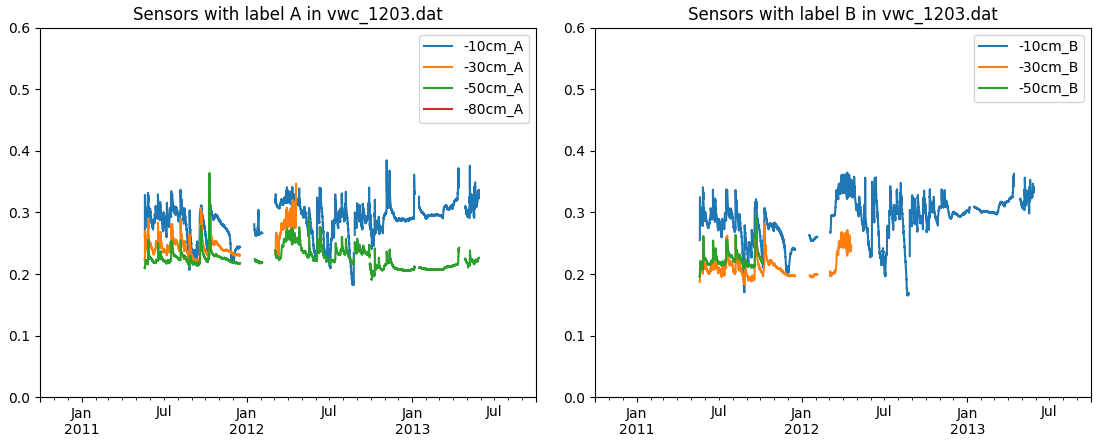 Sensors with label A in vwc_1203.dat
0.6
0.5
0.4
0.3
0.2
0.1
0.0
-10cm_A
-30cm_A
-50cm_A
-80cm_A
Jan
2011
Jul
Jan
2012
Jul
Jan
2013
Jul
Sensors with label B in vwc_1203.dat
0.6
0.5
0.4
0.3
0.2
0.1
0.0
-10cm_B
-30cm_B
-50cm_B
Jan
2011
Jul
Jan
2012
Jul
Jan
2013
Jul